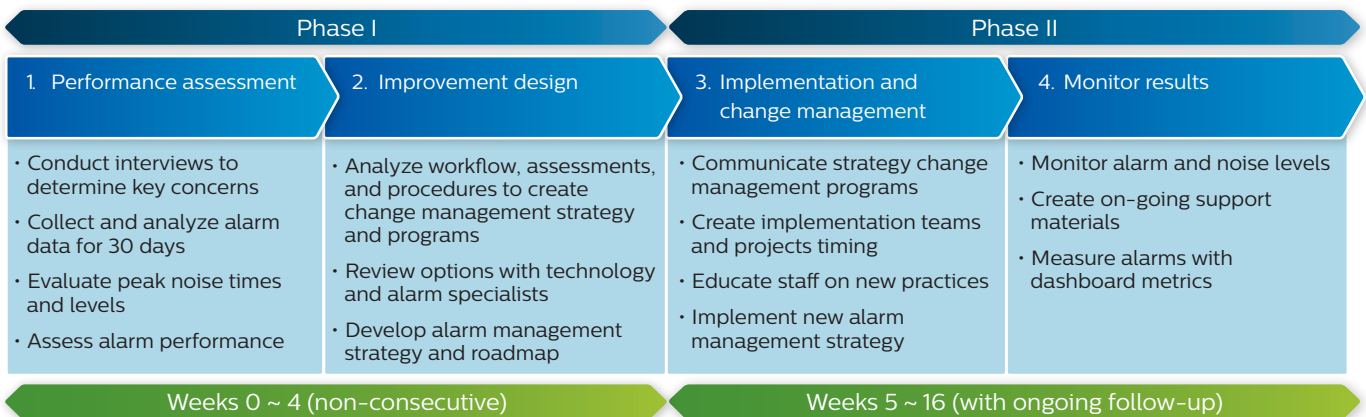 Phase I
Phase II
1. Performance assessment
2. Improvement design
3. Implementation and
change management
4. Monitor results
· Conduct interviews to
determine key concerns
· Collect and analyze alarm
data for 30 days
· Evaluate peak noise times
and levels
· Assess alarm performance
· Analyze workflow, assessments,
and procedures to create
change management strategy
and programs
· Review options with technology
and alarm specialists
· Develop alarm management
strategy and roadmap
· Communicate strategy change
management programs
· Create implementation teams
and projects timing
· Educate staff on new practices
· Implement new alarm
management strategy
· Monitor alarm and noise levels
· Create on-going support
materials
· Measure alarms with
dashboard metrics
Weeks 0 ~ 4 (non-consecutive)
Weeks 5 ~ 16 (with ongoing follow-up)